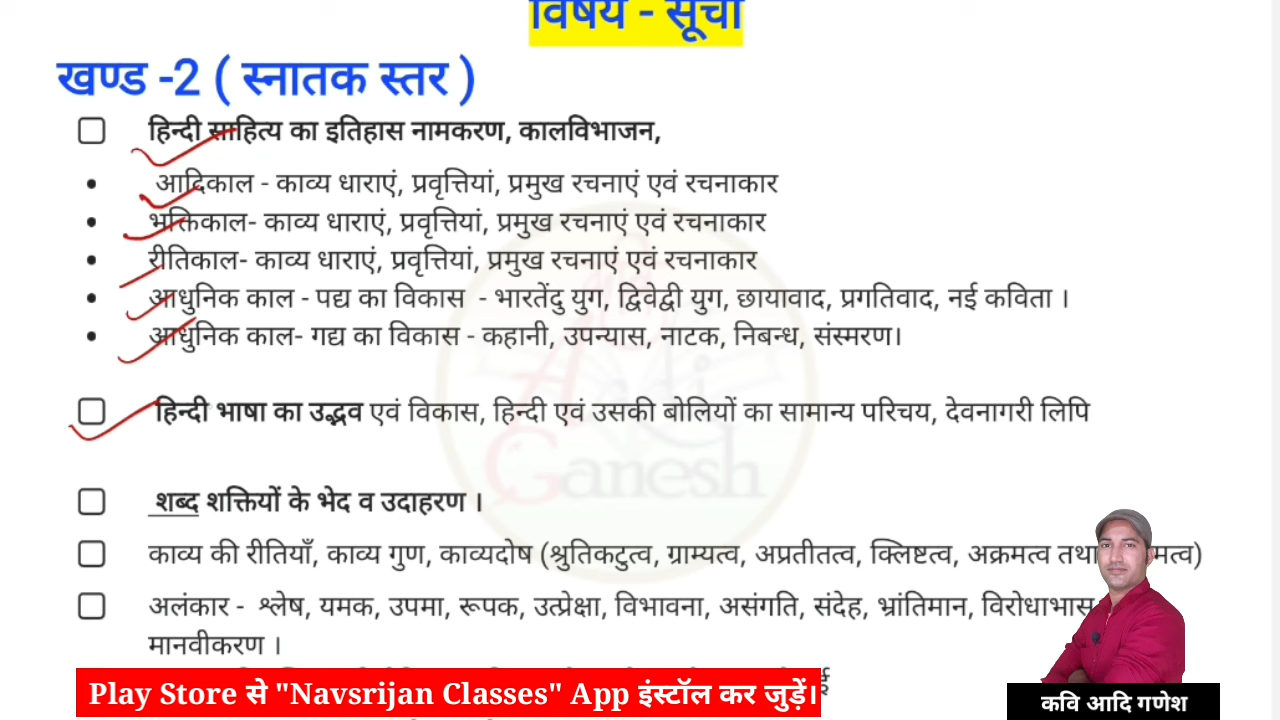 विषय - सूची
खण्ड -2 ( स्नातक स्तर )
हिन्दी साहित्य का इतिहास नामकरण, कालविभाजन,
• आदिकाल - काव्य धाराएं, प्रवृत्तियां, प्रमुख रचनाएं एवं रचनाकार
• भक्तिकाल- काव्य धाराएं, प्रवृत्तियां, प्रमुख रचनाएं एवं रचनाकार
• रीतिकाल- काव्य धाराएं, प्रवृत्तियां, प्रमुख रचनाएं एवं रचनाकार
• आधुनिक काल - पद्य का विकास - भारतेंदु युग, द्विवेद्वी युग, छायावाद, प्रगतिवाद, नई कविता ।
• आधुनिक काल- गद्य का विकास - कहानी, उपन्यास, नाटक, निबन्ध, संस्मरण।
हिन्दी भाषा का उद्भव एवं विकास, हिन्दी एवं उसकी बोलियों का सामान्य परिचय, देवनागरी लिपि
Adi
Ganesh
शब्द शक्तियों के भेद व उदाहरण ।
काव्य की रीतियाँ, काव्य गुण, काव्यदोष (श्रुतिकटुत्व, ग्राम्यत्व, अप्रतीतत्व, क्लिष्टत्व, अक्रमत्व तथा
अलंकार - श्लेष, यमक, उपमा, रूपक, उत्प्रेक्षा, विभावना, असंगति, संदेह, भ्रांतिमान, विरोधाभास
मानवीकरण ।
Play Store से "Navsrijan Classes" App इंस्टॉल कर जुड़ें।
कवि आदि गणेश